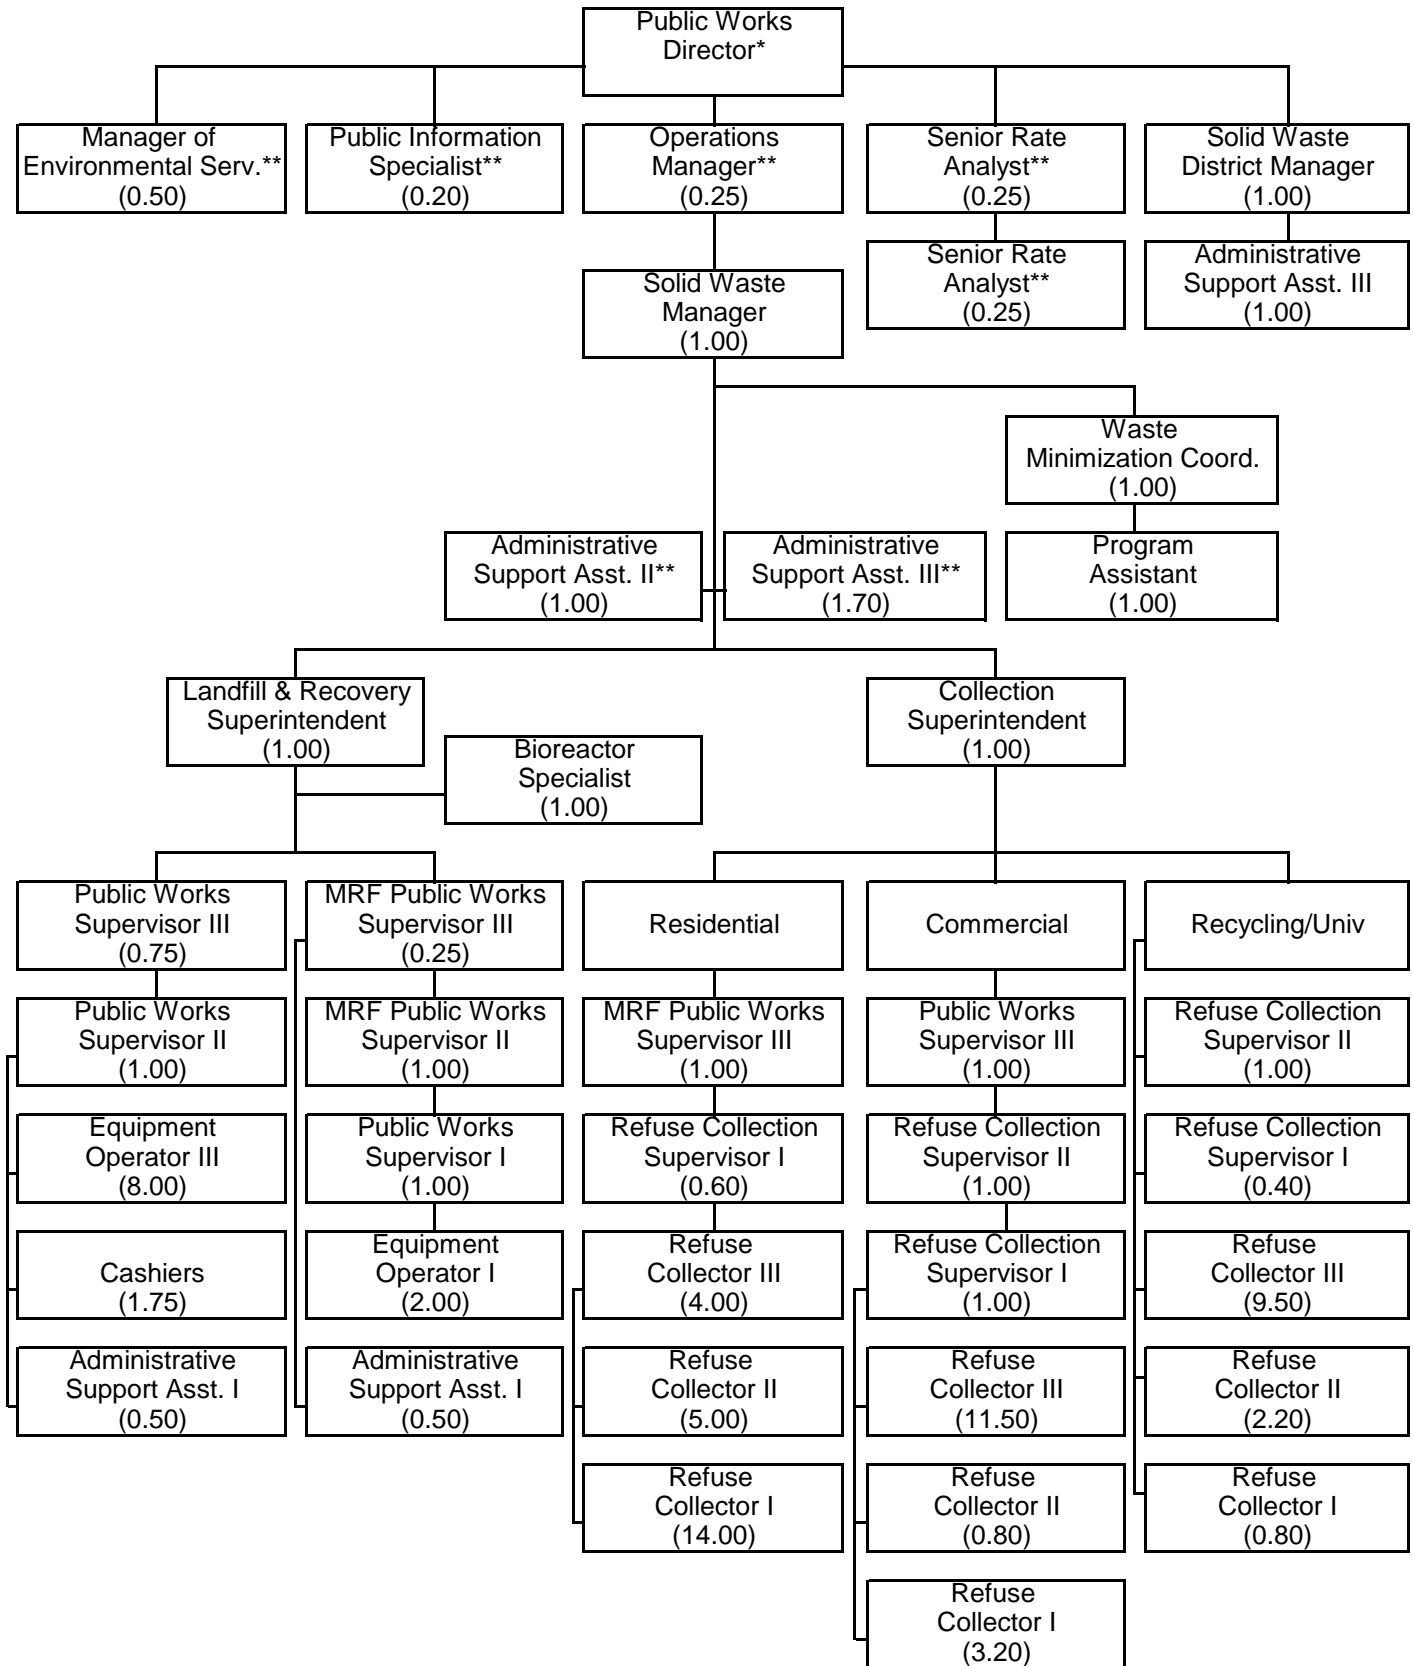 Public Works
Director*
Manager of
Environmental Serv.**
(0.50)
Public Information
Specialist**
(0.20)
Operations
Manager**
(0.25)
Senior Rate
Analyst**
(0.25)
Solid Waste
District Manager
(1.00)
Solid Waste
Manager
(1.00)
Senior Rate
Analyst**
(0.25)
Administrative
Support Asst. III
(1.00)
Waste
Minimization Coord.
(1.00)
Administrative
Support Asst. II**
(1.00)
Administrative
Support Asst. III**
(1.70)
Program
Assistant
(1.00)
Landfill & Recovery
Superintendent
(1.00)
Collection
Superintendent
(1.00)
Bioreactor
Specialist
(1.00)
Public Works
Supervisor III
(0.75)
MRF Public Works
Supervisor III
(0.25)
Residential
Commercial
Recycling/Univ
Public Works
Supervisor II
(1.00)
MRF Public Works
Supervisor II
(1.00)
MRF Public Works
Supervisor III
(1.00)
Public Works
Supervisor III
(1.00)
Refuse Collection
Supervisor II
(1.00)
Equipment
Operator III
(8.00)
Public Works
Supervisor I
(1.00)
Refuse Collection
Supervisor I
(0.60)
Refuse Collection
Supervisor II
(1.00)
Refuse Collection
Supervisor I
(0.40)
Cashiers
(1.75)
Equipment
Operator I
(2.00)
Refuse
Collector III
(4.00)
Refuse Collection
Supervisor I
(1.00)
Refuse
Collector III
(9.50)
Administrative
Support Asst. I
(0.50)
Administrative
Support Asst. I
(0.50)
Refuse
Collector II
(5.00)
Refuse
Collector III
(11.50)
Refuse
Collector II
(2.20)
Refuse
Collector I
(14.00)
Refuse
Collector II
(0.80)
Refuse
Collector I
(0.80)
Refuse
Collector I
(3.20)